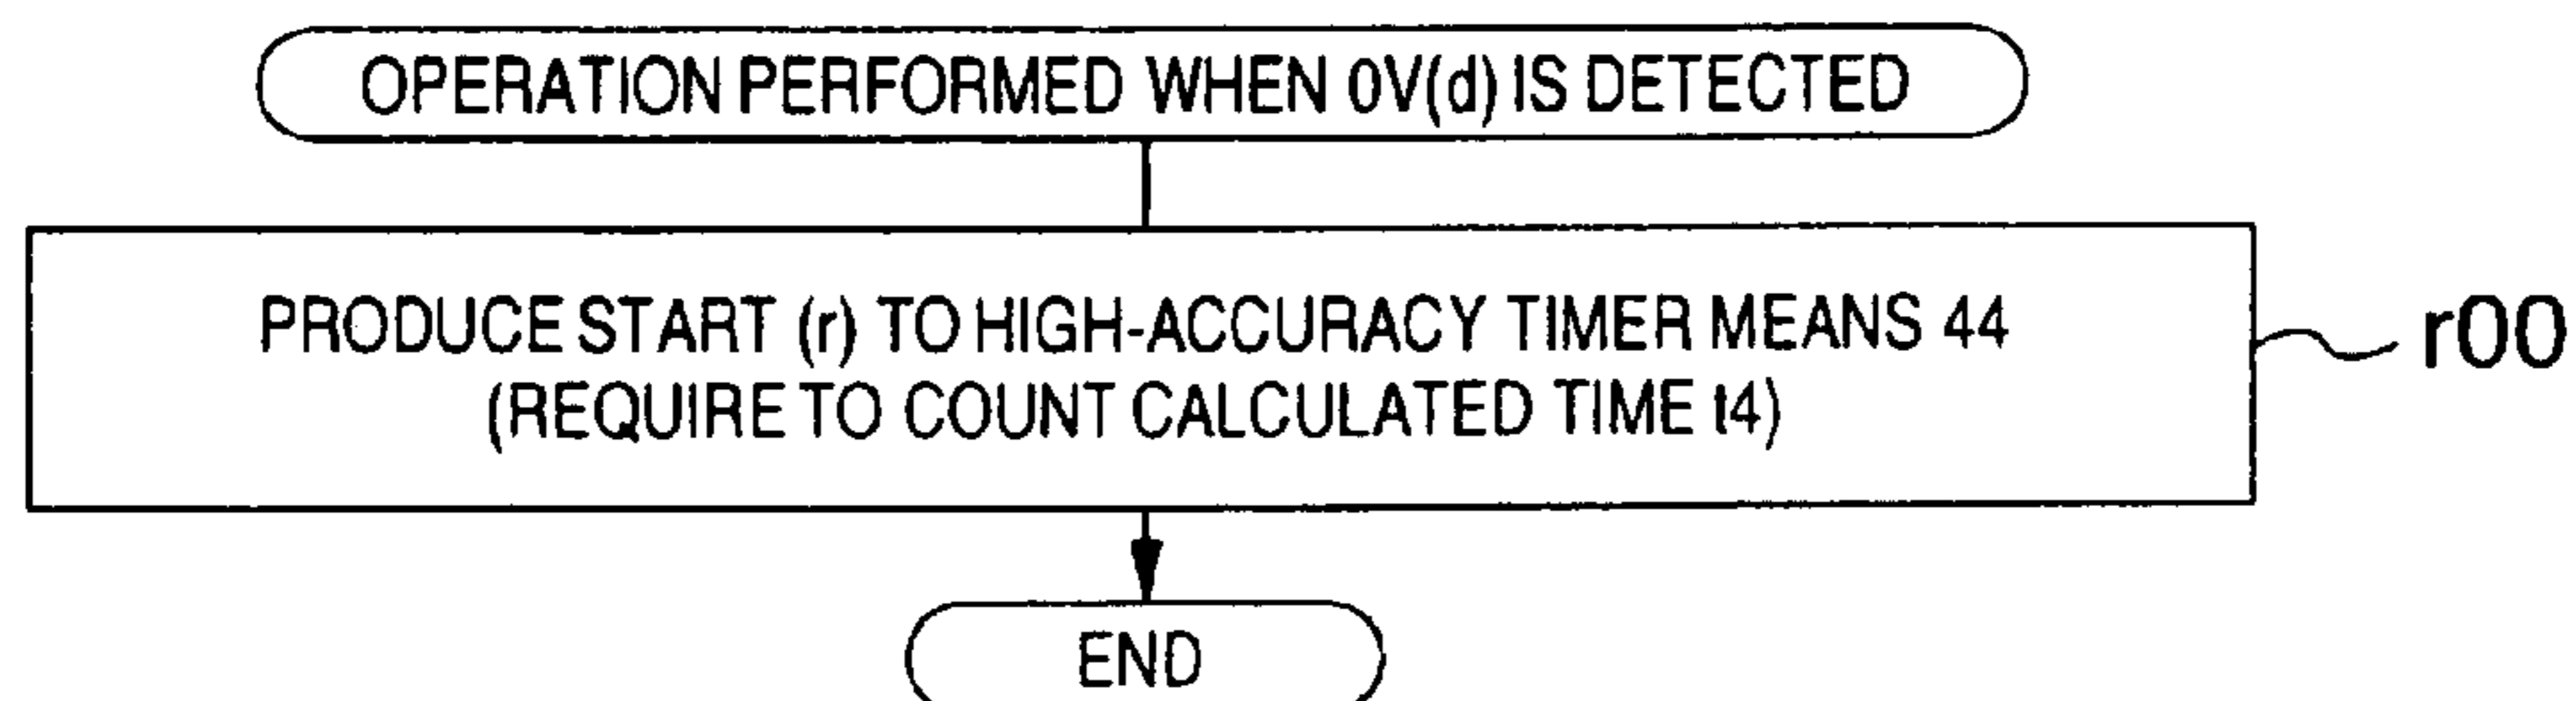 OPERATION PERFORMED WHEN 0V(d) IS DETECTED
PRODUCE START (r) TO HIGH-ACCURACY TIMER MEANS 44
(REQUIRE TO COUNT CALCULATED TIME t4)
r00
END